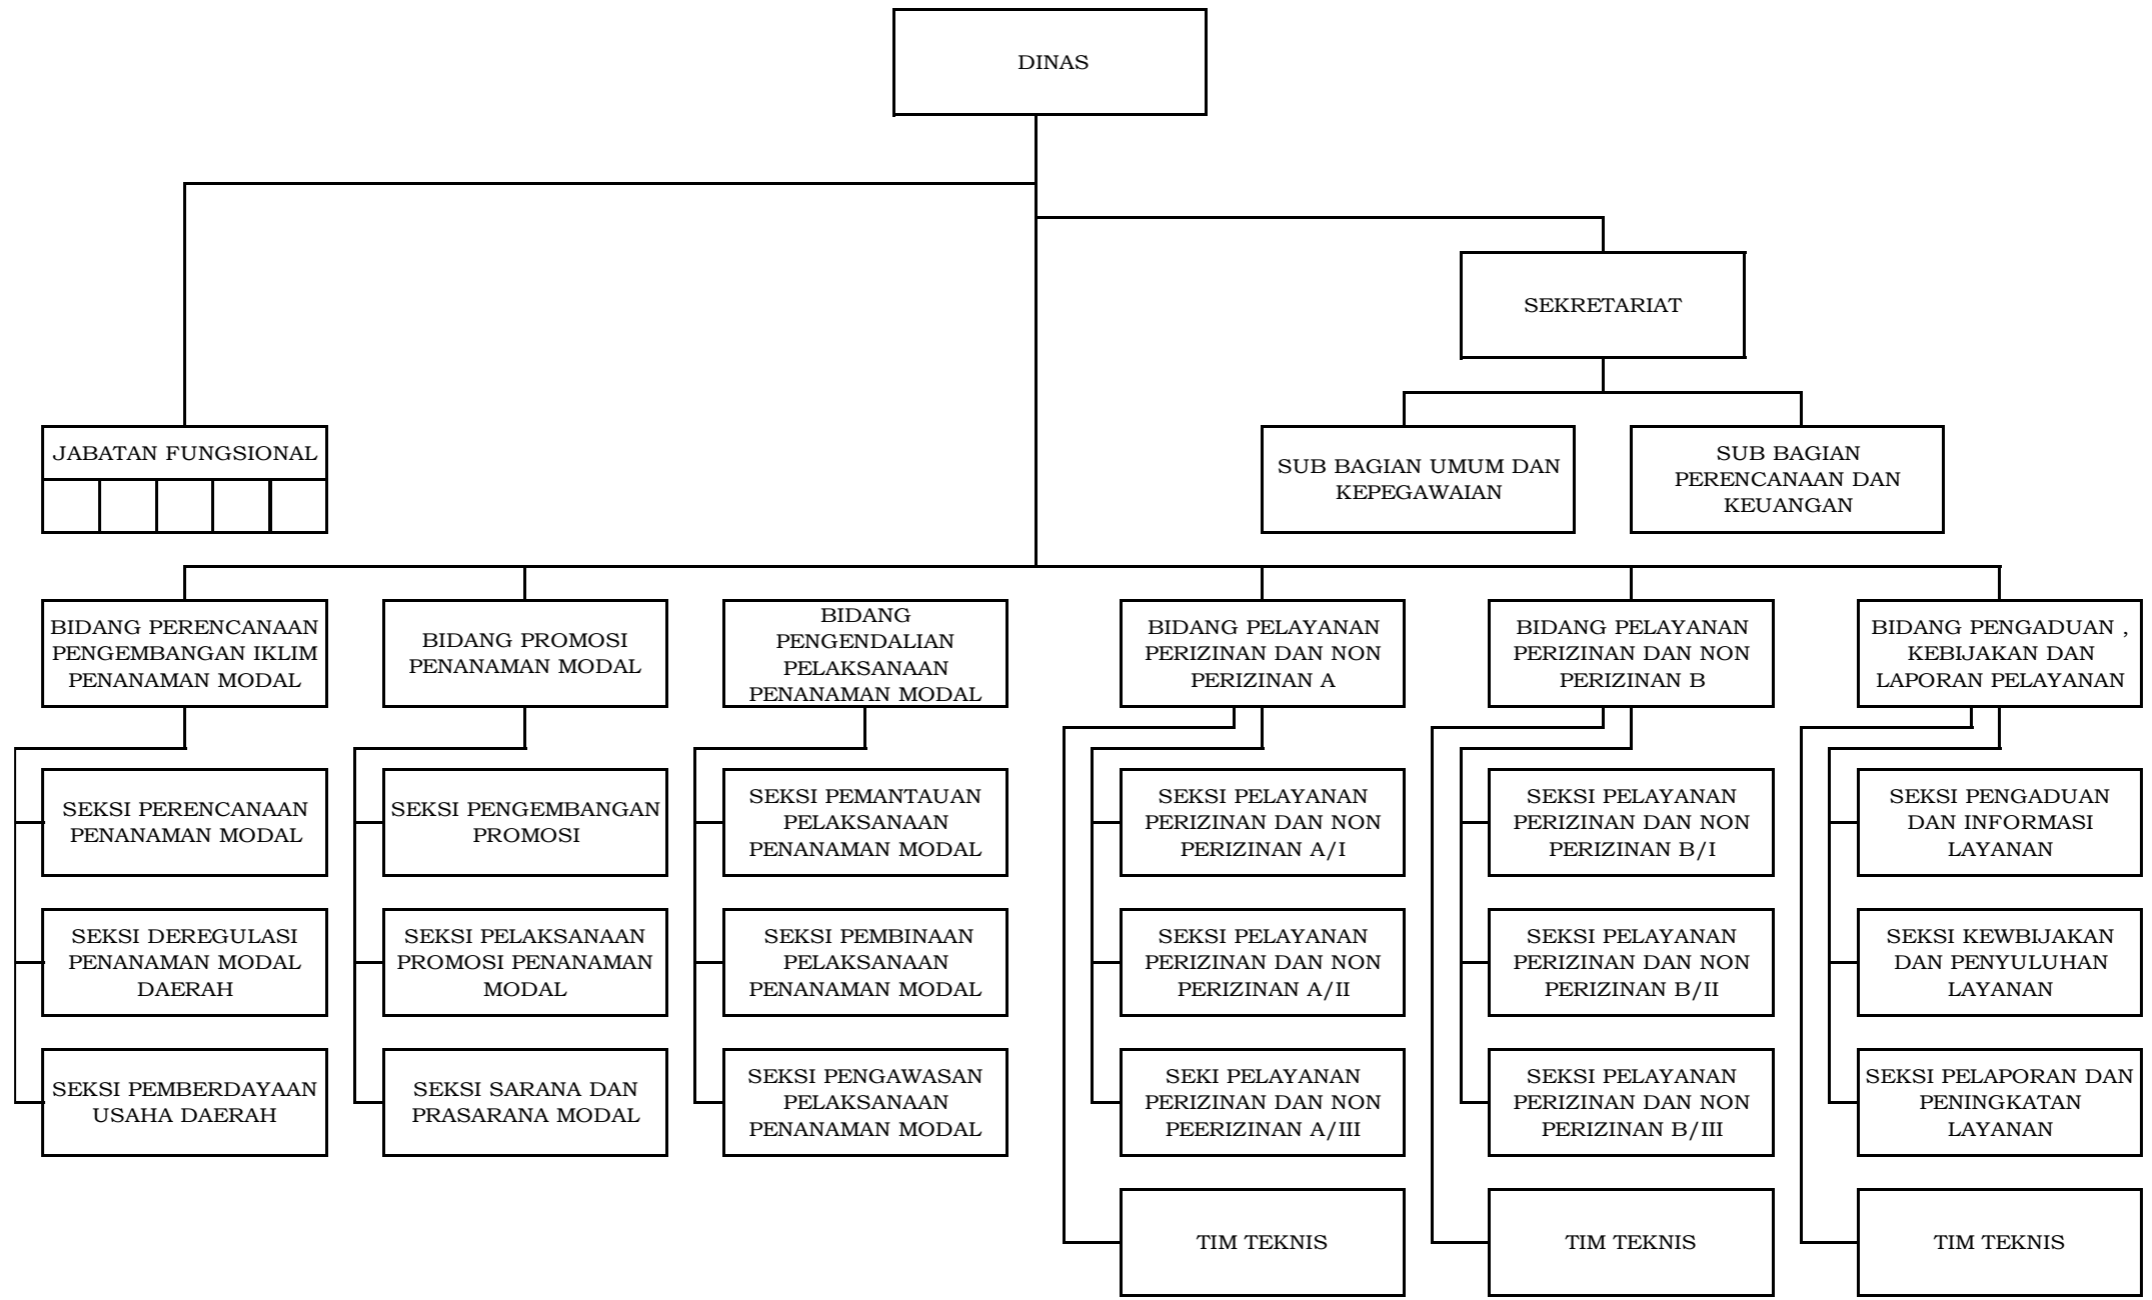 DINAS
SEKRETARIAT
JABATAN FUNGSIONAL
SUB BAGIAN UMUM DAN
KEPEGAWAIAN
SUB BAGIAN
PERENCANAAN DAN
KEUANGAN
BIDANG PERENCANAAN
PENGEMBANGAN IKLIM
PENANAMAN MODAL
BIDANG PROMOSI
PENANAMAN MODAL
BIDANG
PENGENDALIAN
PELAKSANAAN
PENANAMAN MODAL
BIDANG PELAYANAN
PERIZINAN DAN NON
PERIZINAN A
BIDANG PELAYANAN
PERIZINAN DAN NON
PERIZINAN B
BIDANG PENGADUAN ,
KEBIJAKAN DAN
LAPORAN PELAYANAN
SEKSI PERENCANAAN
PENANAMAN MODAL
SEKSI PENGEMBANGAN
PROMOSI
SEKSI PEMANTAUAN
PELAKSANAAN
PENANAMAN MODAL
SEKSI PELAYANAN
PERIZINAN DAN NON
PERIZINAN A/I
SEKSI PELAYANAN
PERIZINAN DAN NON
PERIZINAN B/I
SEKSI PENGADUAN
DAN INFORMASI
LAYANAN
SEKSI DEREGULASI
PENANAMAN MODAL
DAERAH
SEKSI PELAKSANAAN
PROMOSI PENANAMAN
MODAL
SEKSI PEMBINAAN
PELAKSANAAN
PENANAMAN MODAL
SEKSI PELAYANAN
PERIZINAN DAN NON
PERIZINAN A/II
SEKSI PELAYANAN
PERIZINAN DAN NON
PERIZINAN B/II
SEKSI KEWBIJAKAN
DAN PENYULUHAN
LAYANAN
SEKSI PEMBERDAYAAN
USAHA DAERAH
SEKSI SARANA DAN
PRASARANA MODAL
SEKSI PENGAWASAN
PELAKSANAAN
PENANAMAN MODAL
SEKI PELAYANAN
PERIZINAN DAN NON
PEERIZINAN A/III
SEKSI PELAYANAN
PERIZINAN DAN NON
PERIZINAN B/III
SEKSI PELAPORAN DAN
PENINGKATAN
LAYANAN
TIM TEKNIS
TIM TEKNIS
TIM TEKNIS